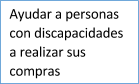 Ayudar a personas
con discapacidades
a realizar sus
compras